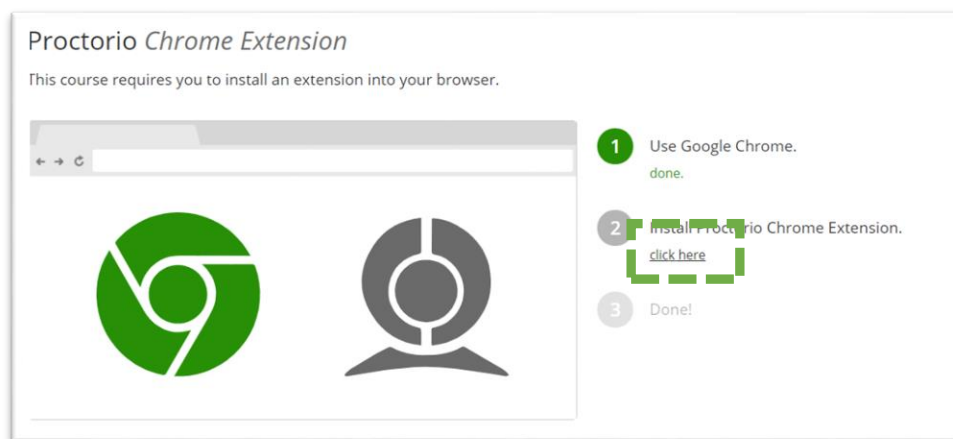 Proctorio Chrome Extension
This course requires you to install an extension into your browser.
1 Use Google Chrome.
done.
2 Install Proctorio Chrome Extension.
click here
3 Done!